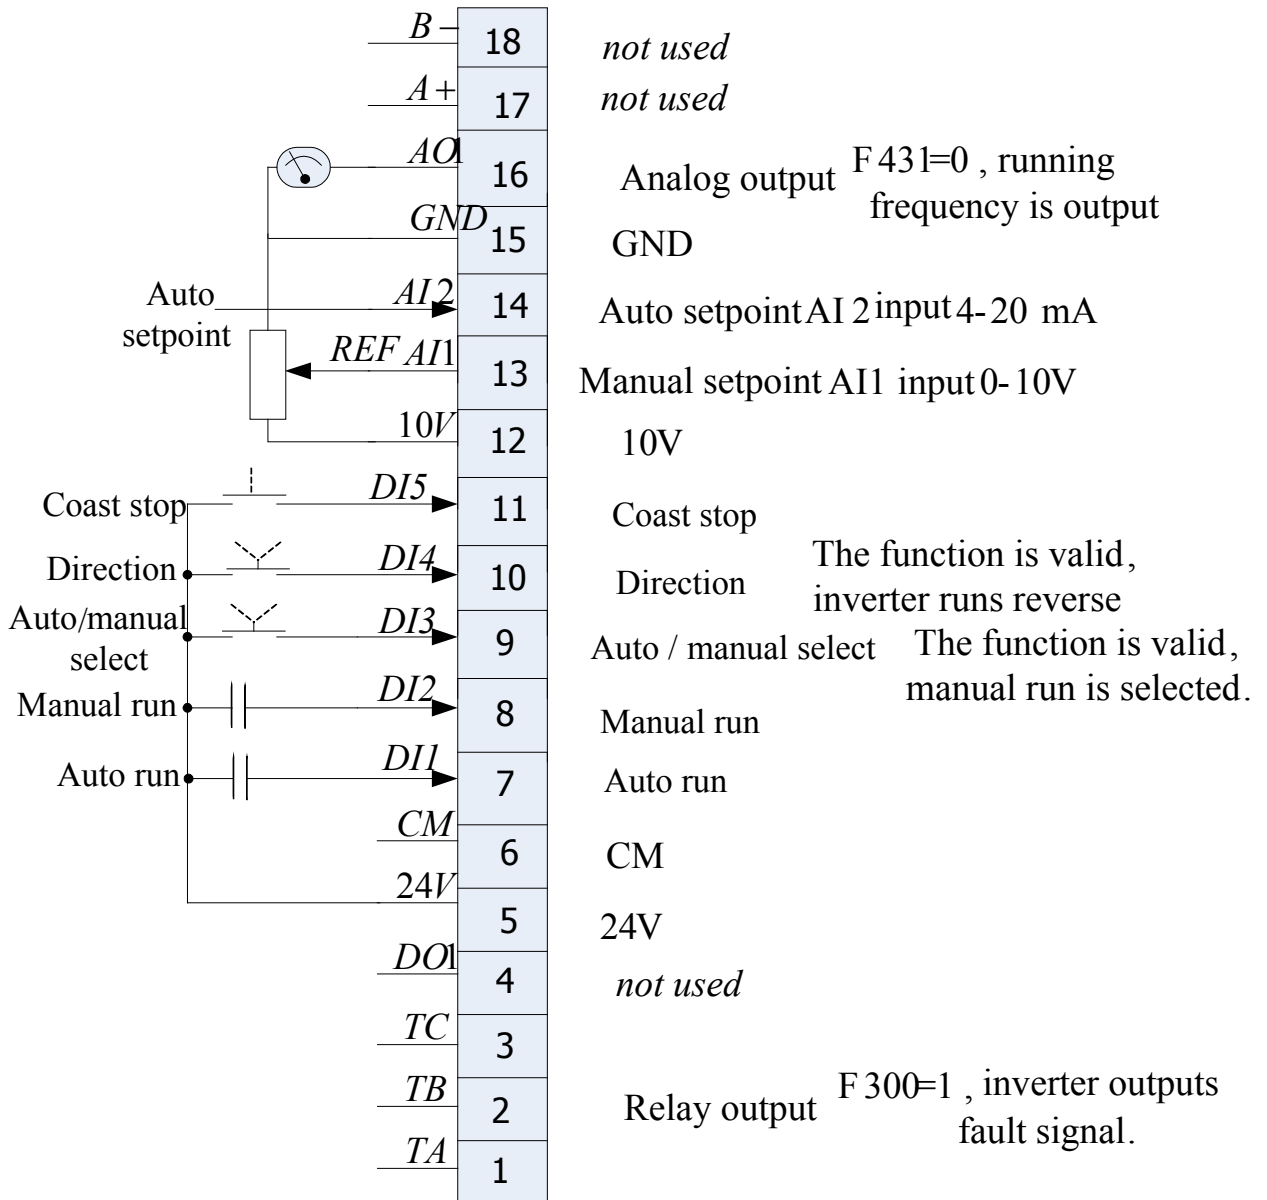 B − 18 not used
A+ 17 not used
AO1 16 Analog output F431=0 , running
frequency is output
GND 15 GND
Auto
setpoint
AI2 14 Auto setpoint AI 2 input 4-20 mA
REF AI1 13 Manual setpoint AI1 input 0-10V
10V 12 10V
Coast stop DI5 11 Coast stop
Direction DI4 10 Direction The function is valid,
inverter runs reverse
Auto/manual
select
DI3 9 Auto / manual select The function is valid,
manual run is selected.
Manual run DI2 8 Manual run
Auto run DI1 7 Auto run
CM 6 CM
24V 5 24V
DO1 4 not used
TC 3
TB 2 Relay output F300=1 , inverter outputs
fault signal.
TA 1